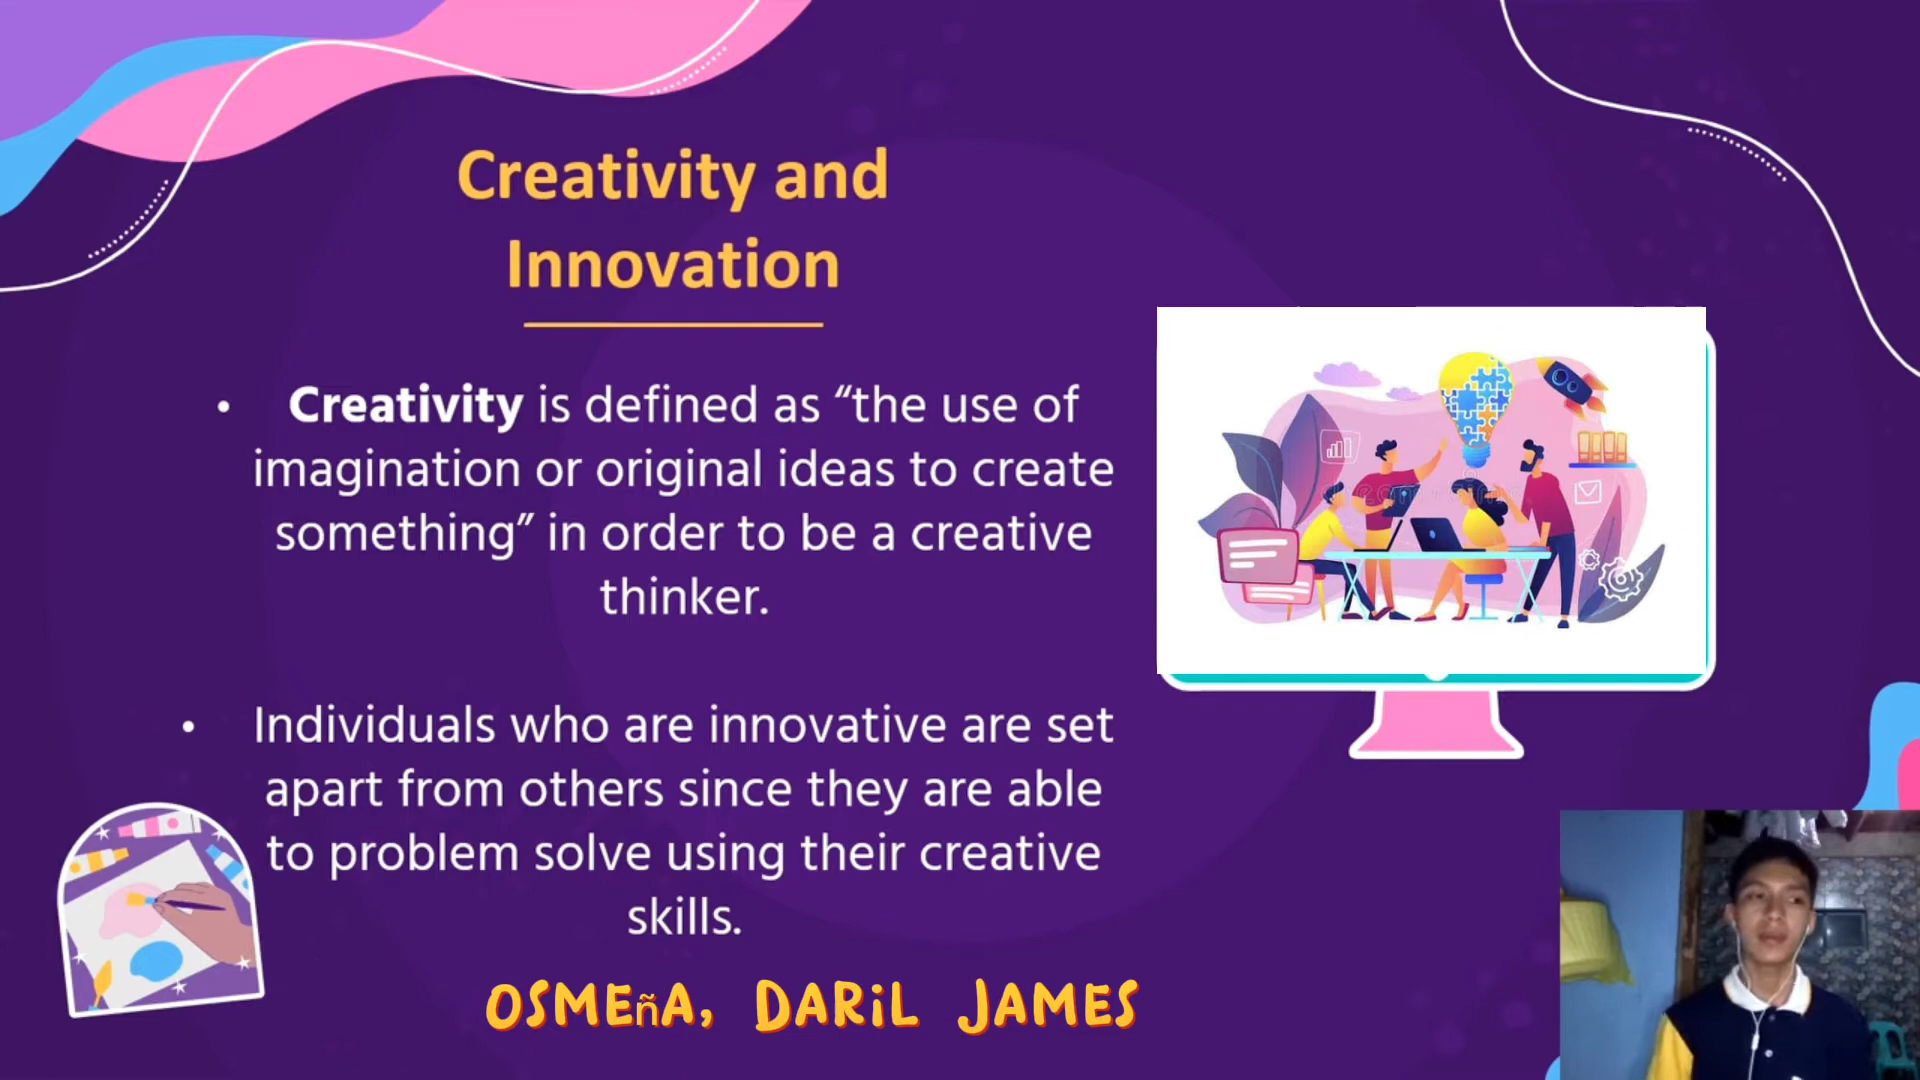 Creativity and
Innovation
• Creativity is defined as “the use of
imagination or original ideas to create
something” in order to be a creative
thinker.
• Individuals who are innovative are set
apart from others since they are able
to problem solve using their creative
skills.
OSMEñA, DARiL JAMES